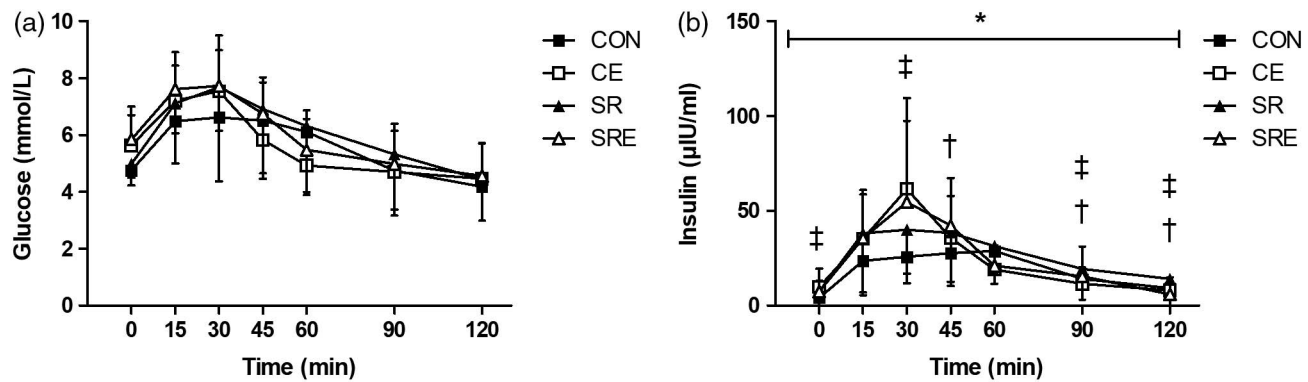 (a)
10
8
6
4
2
0
Glucose (mmol/L)
0 15 30 45 60 90 120
Time (min)
CON
CE
SR
SRE
(b)
150
100
50
0
Insulin (µIU/ml)
*
‡
‡
†
‡
†
‡
†
0 15 30 45 60 90 120
Time (min)
CON
CE
SR
SRE